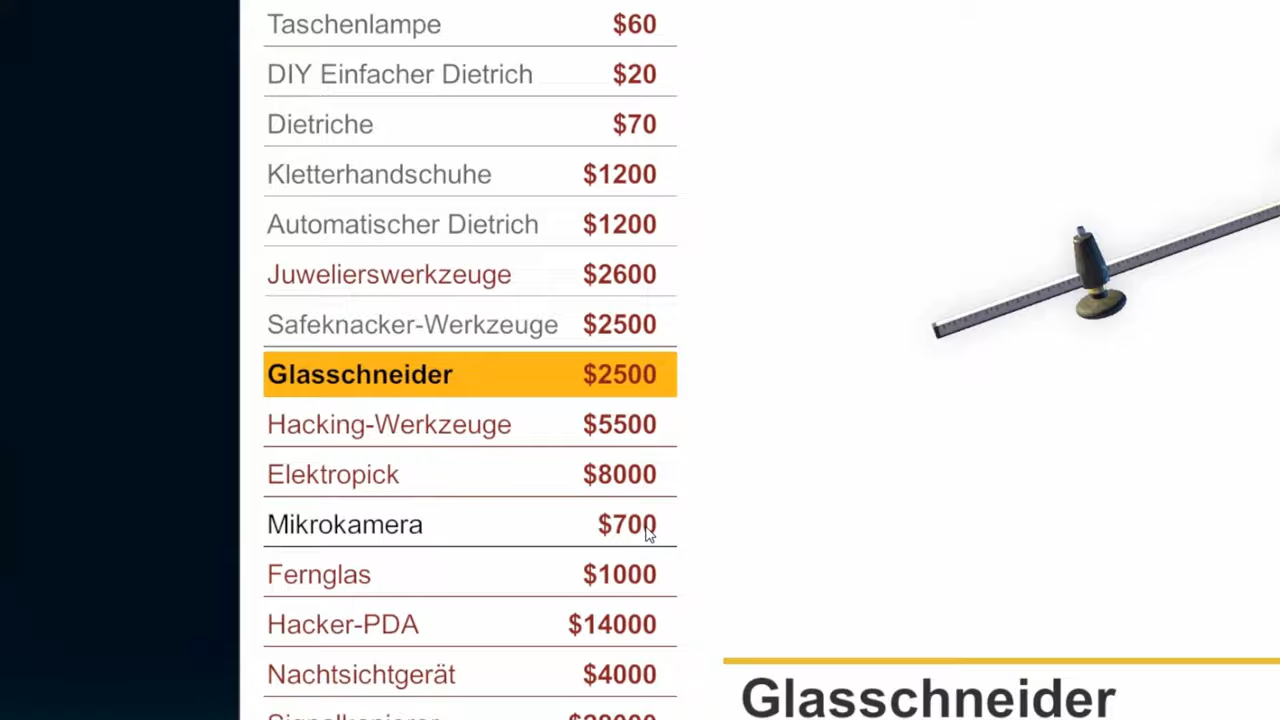 Taschenlampe $60
DIY Einfacher Dietrich $20
Dietriche $70
Kletterhandschuhe $1200
Automatischer Dietrich $1200
Juwelierswerkzeuge $2600
Safeknacker-Werkzeuge $2500
Glasschneider $2500
Hacking-Werkzeuge $5500
Elektropick $8000
Mikrokamera $700
Fernglas $1000
Hacker-PDA $14000
Nachtsichtgerät $4000
Glasschneider